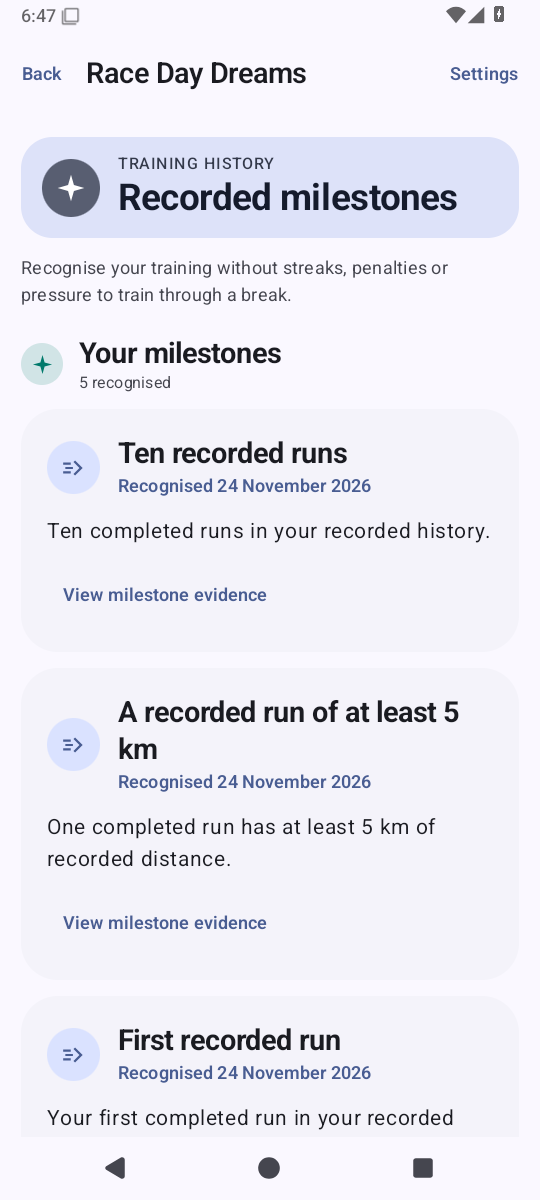 6:47
Back
Race Day Dreams
Settings
TRAINING HISTORY
Recorded milestones
Recognise your training without streaks, penalties or
pressure to train through a break.
Your milestones
5 recognised
Ten recorded runs
Recognised 24 November 2026
Ten completed runs in your recorded history.
View milestone evidence
A recorded run of at least 5
km
Recognised 24 November 2026
One completed run has at least 5 km of
recorded distance.
View milestone evidence
First recorded run
Recognised 24 November 2026
Your first completed run in your recorded